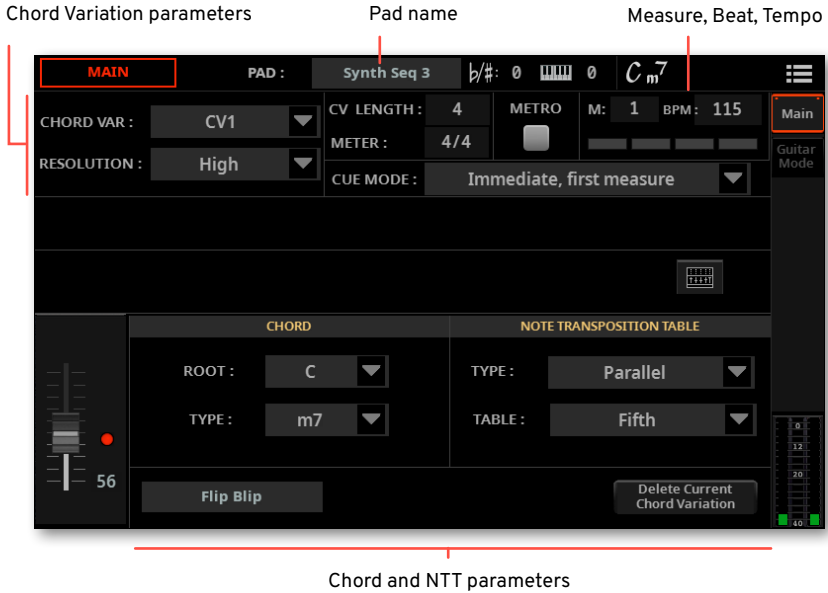 Chord Variation parameters Pad name Measure, Beat, Tempo
MAIN PAD : Synth Seq 3 ♭/♯: 0 0 C m7
CHORD VAR : CV1 CV LENGTH : 4 METRO M: 1 BPM: 115 Main
METER : 4/4 Guitar
RESOLUTION : High Mode
CUE MODE : Immediate, first measure
CHORD NOTE TRANSPOSITION TABLE
ROOT : C TYPE : Parallel
TYPE : m7 TABLE : Fifth
0
12
20
56
Flip Blip Delete Current
Chord Variation
40
Chord and NTT parameters